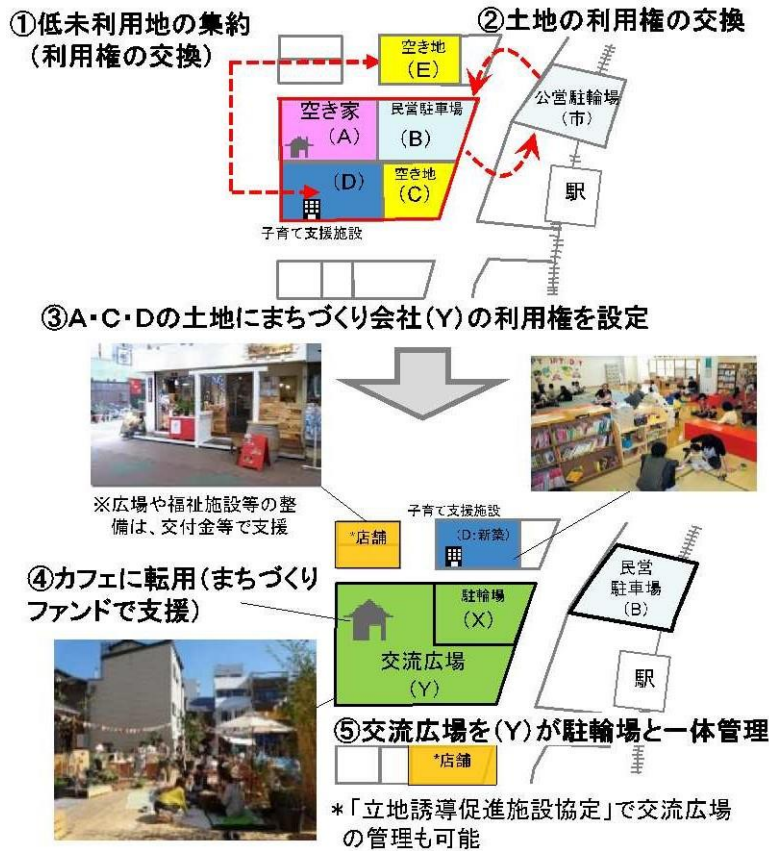 ①低未利用地の集約
(利用権の交換)
②土地の利用権の交換
空き地
(E)
公営駐輪場
(市)
空き家
(A)
民営駐車場
(B)
(D)
空き地
(C)
駅
子育て支援施設
③A・C・Dの土地にまちづくり会社(Y)の利用権を設定
※広場や福祉施設等の整
備は、交付金等で支援
子育て支援施設
*店舗
(D:新築)
民営
駐車場
(B)
④カフェに転用(まちづくり
ファンドで支援)
駐輪場
(X)
交流広場
(Y)
駅
⑤交流広場を(Y)が駐輪場と一体管理
*店舗
*「立地誘導促進施設協定」で交流広場
の管理も可能